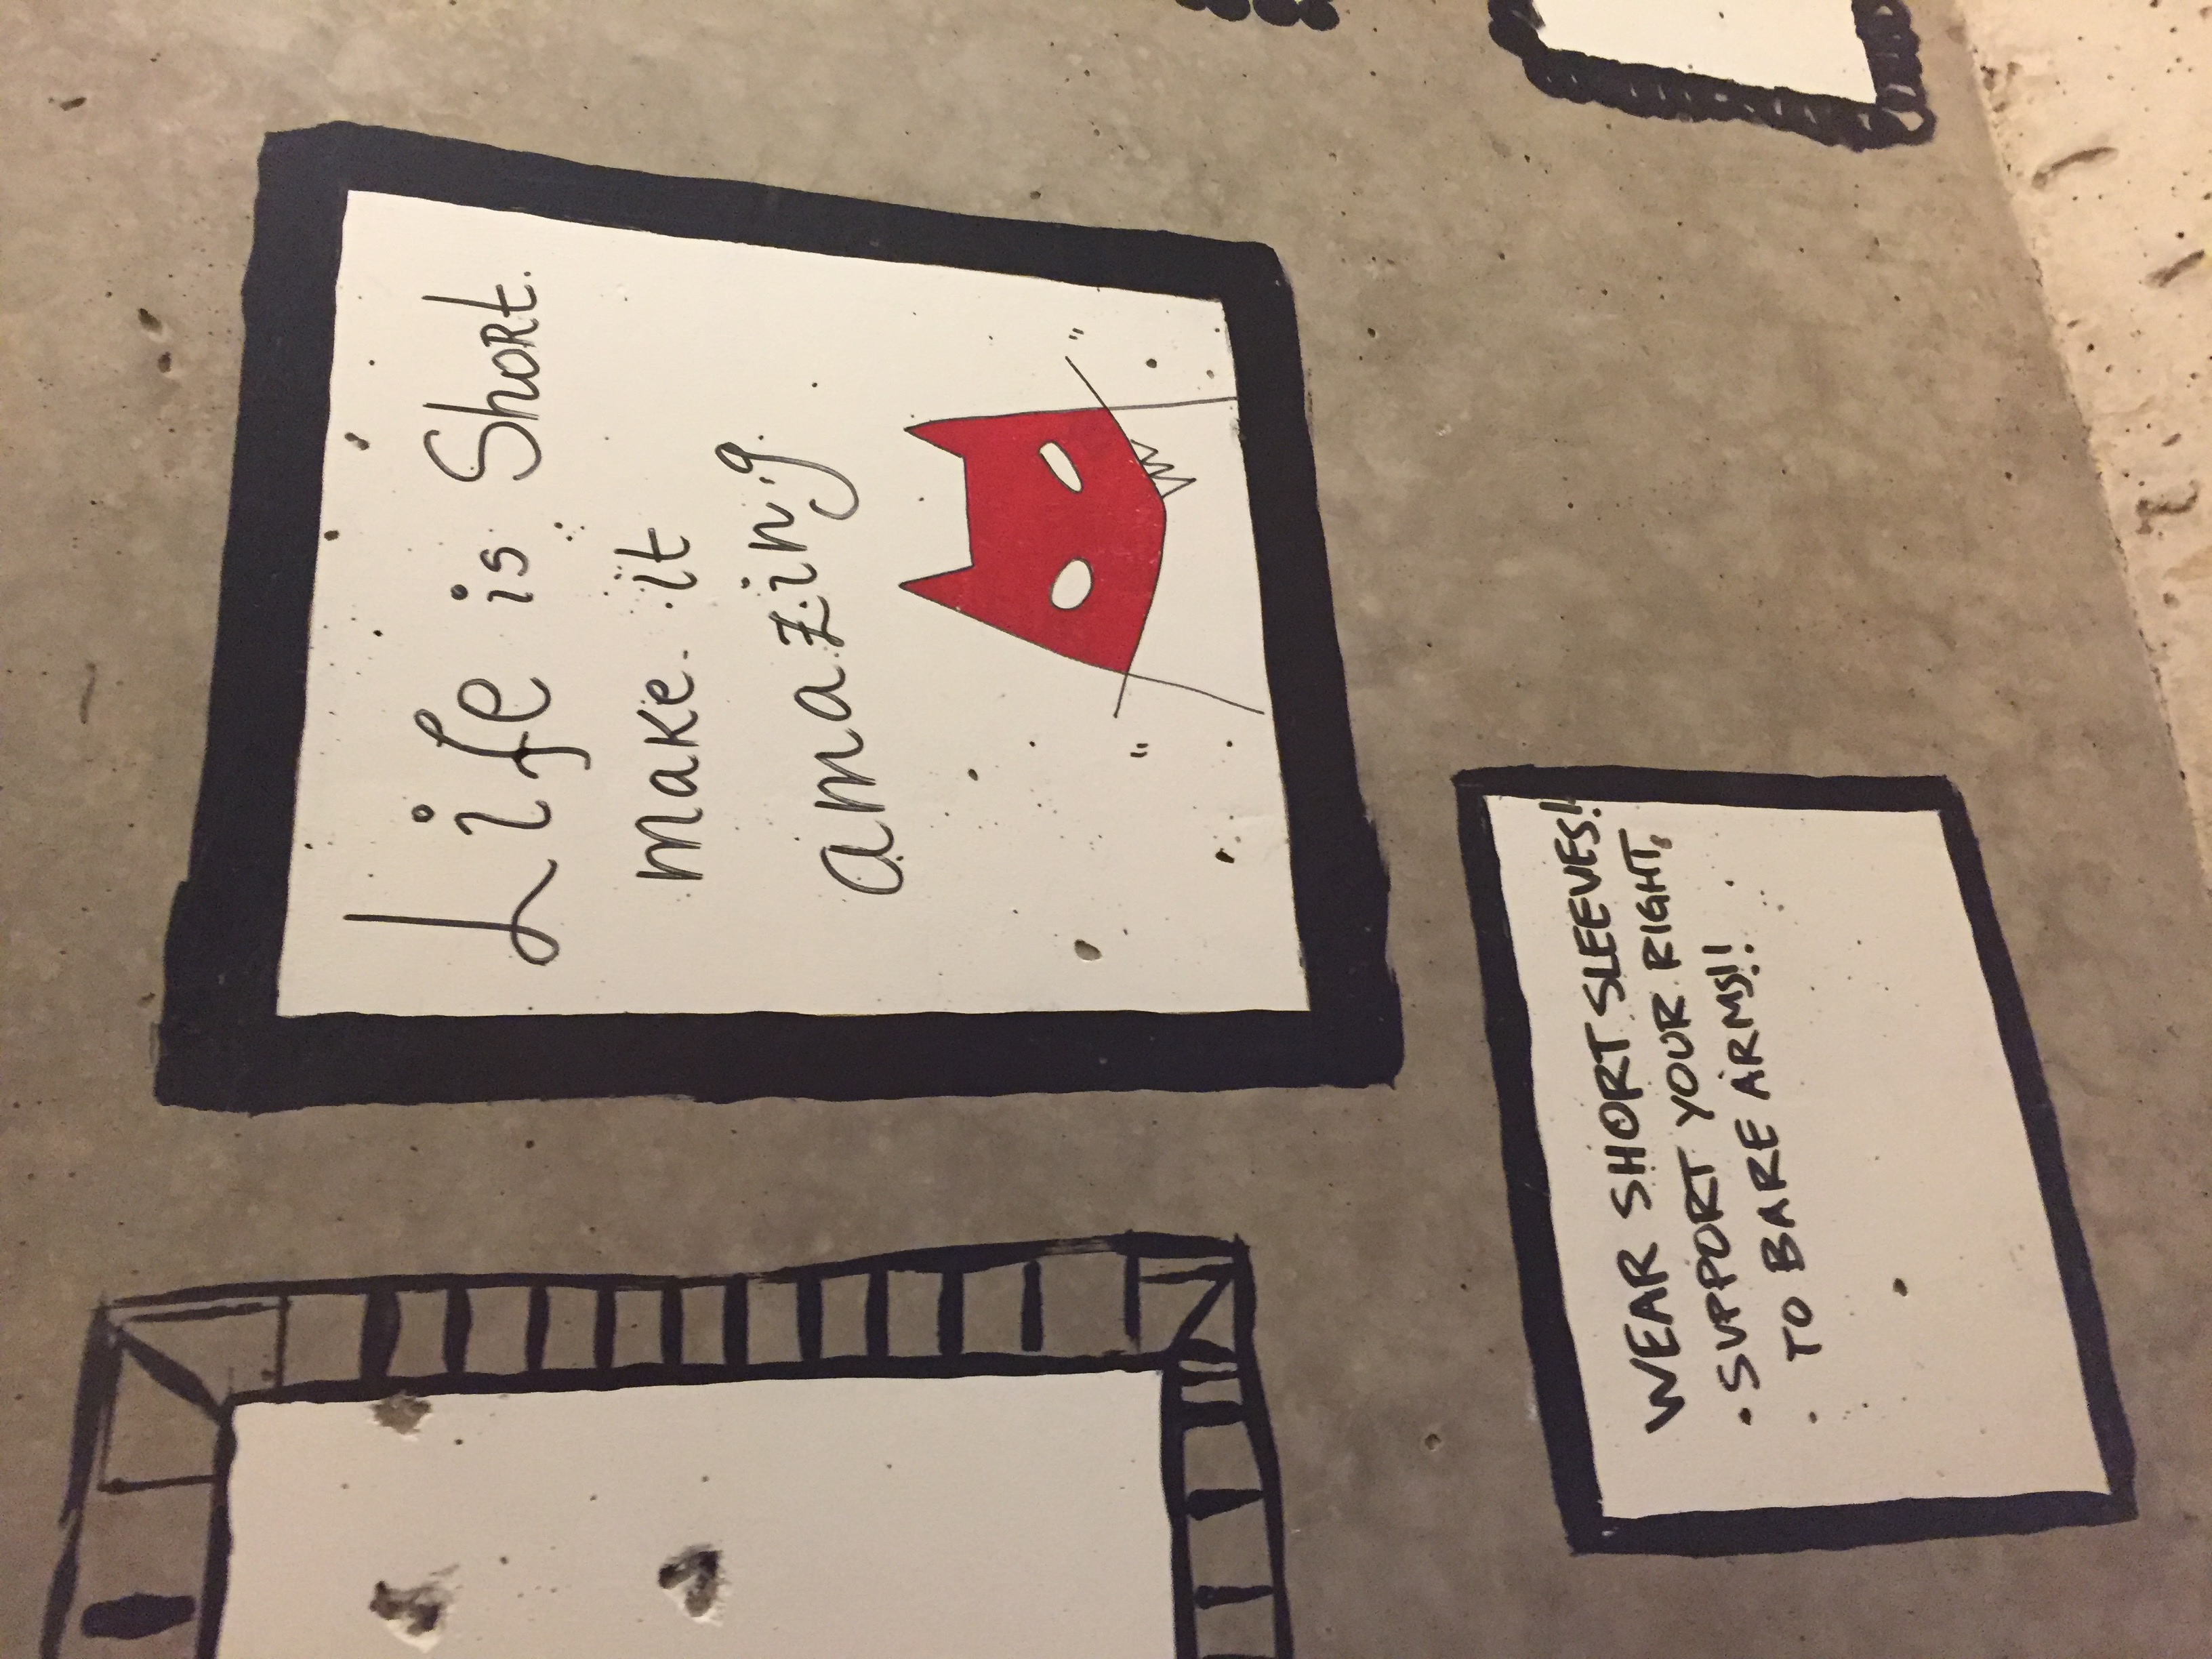 Life is Short.
make it
amazing.
WEAR SHORT SLEEVES!
SUPPORT YOUR RIGHT,
TO BARE ARMS!!